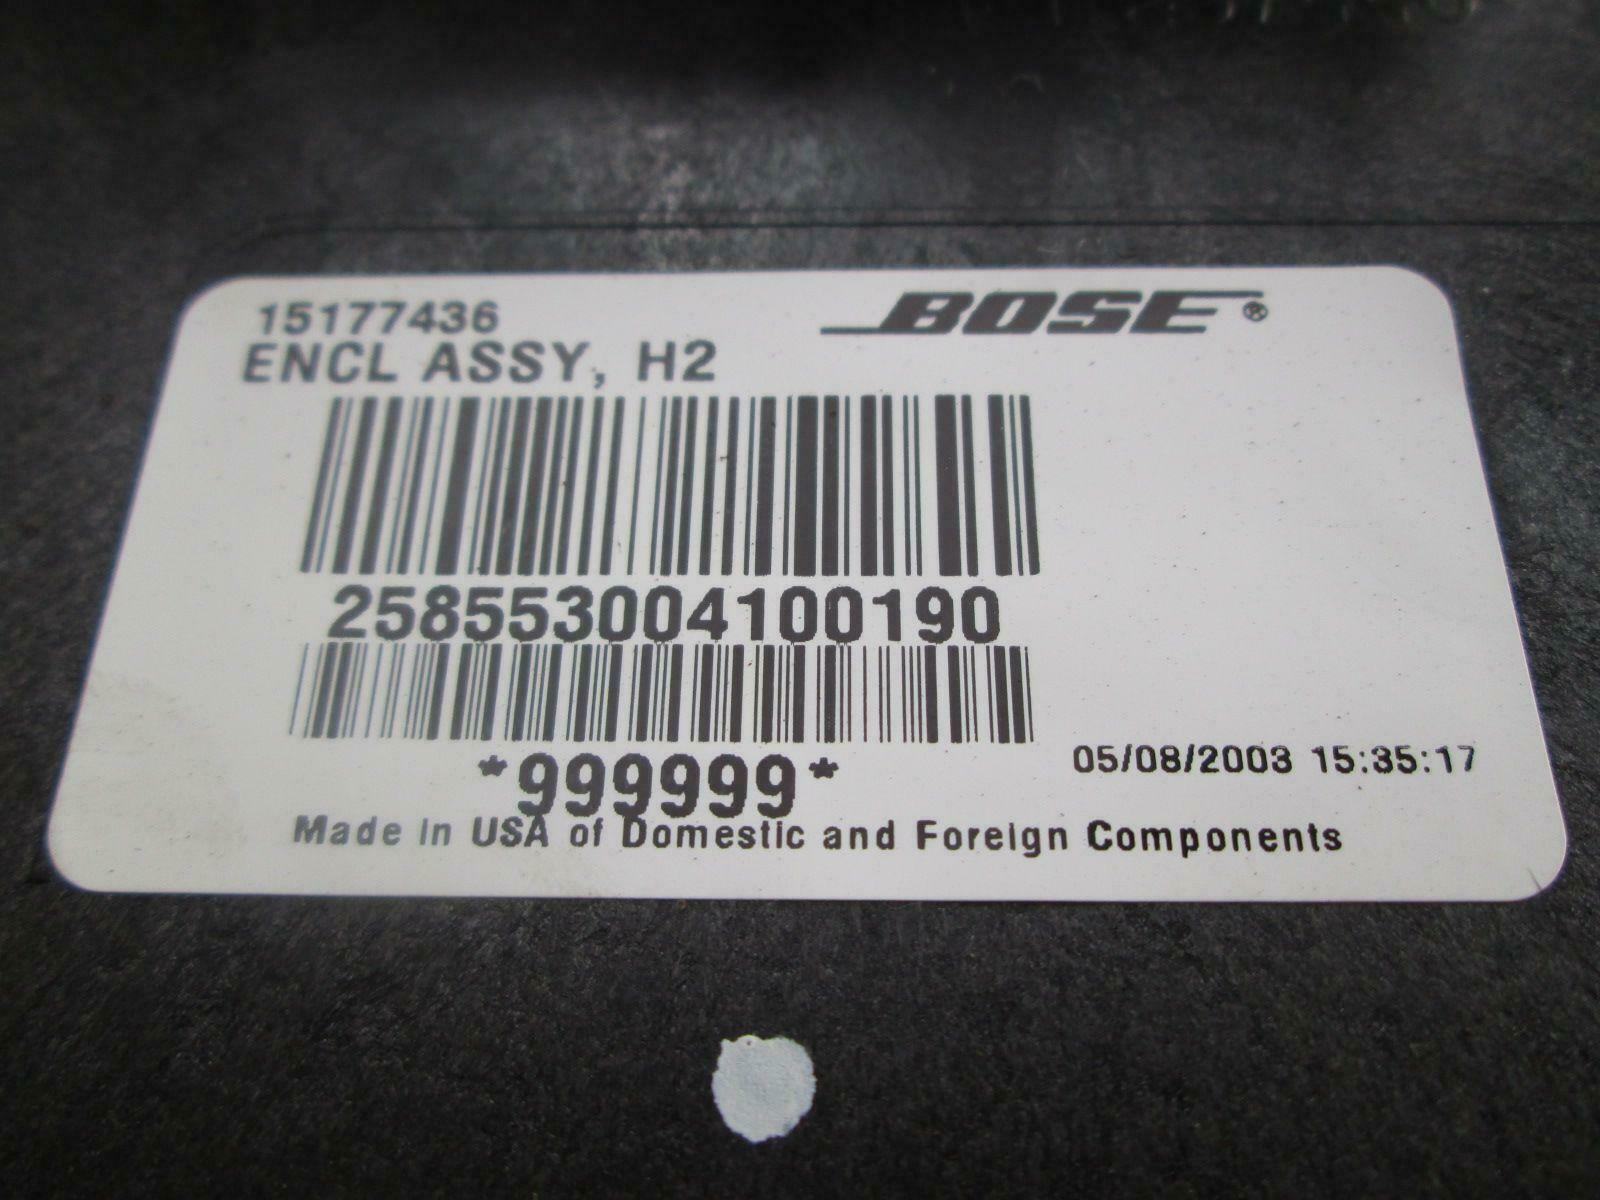 15177436
BOSE®
ENCL ASSY, H2
258553004100190
*999999*
05/08/2003 15:35:17
Made in USA of Domestic and Foreign Components